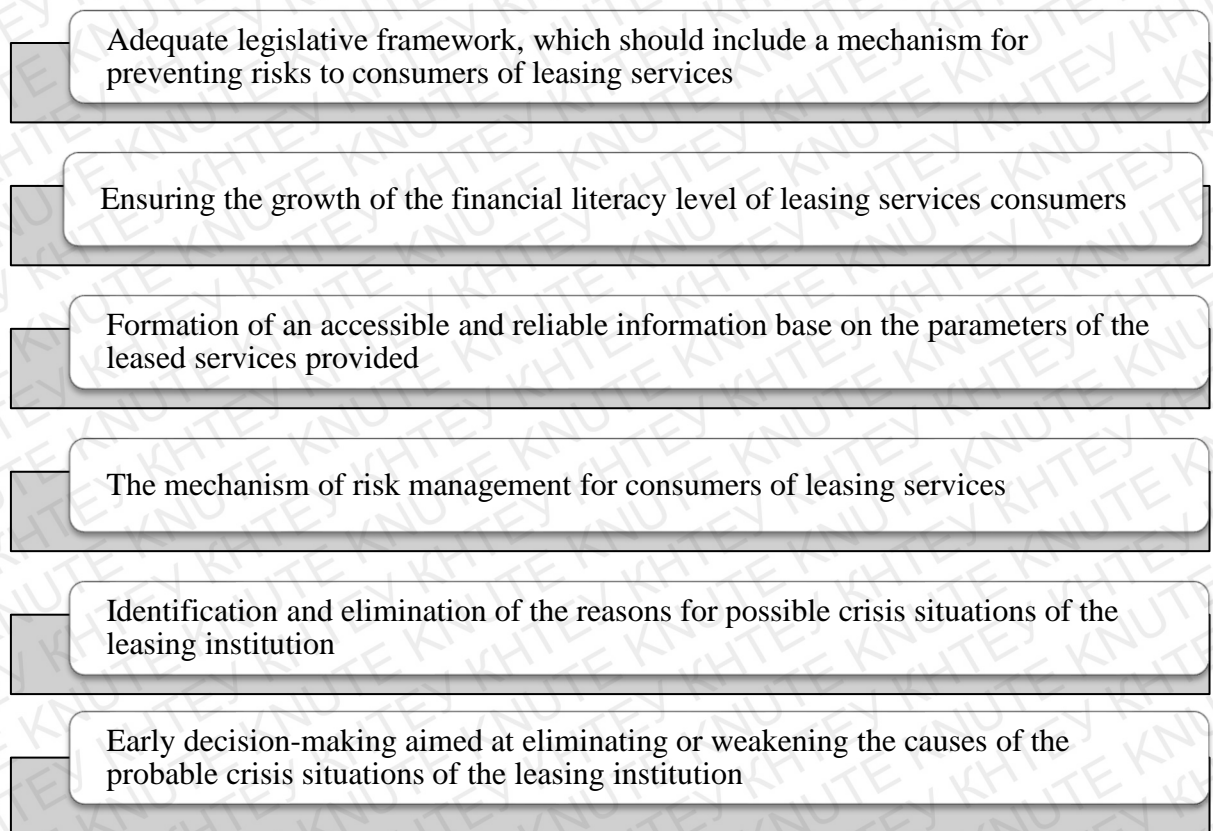 Adequate legislative framework, which should include a mechanism for
preventing risks to consumers of leasing services
Ensuring the growth of the financial literacy level of leasing services consumers
Formation of an accessible and reliable information base on the parameters of the
leased services provided
The mechanism of risk management for consumers of leasing services
Identification and elimination of the reasons for possible crisis situations of the
leasing institution
Early decision-making aimed at eliminating or weakening the causes of the
probable crisis situations of the leasing institution